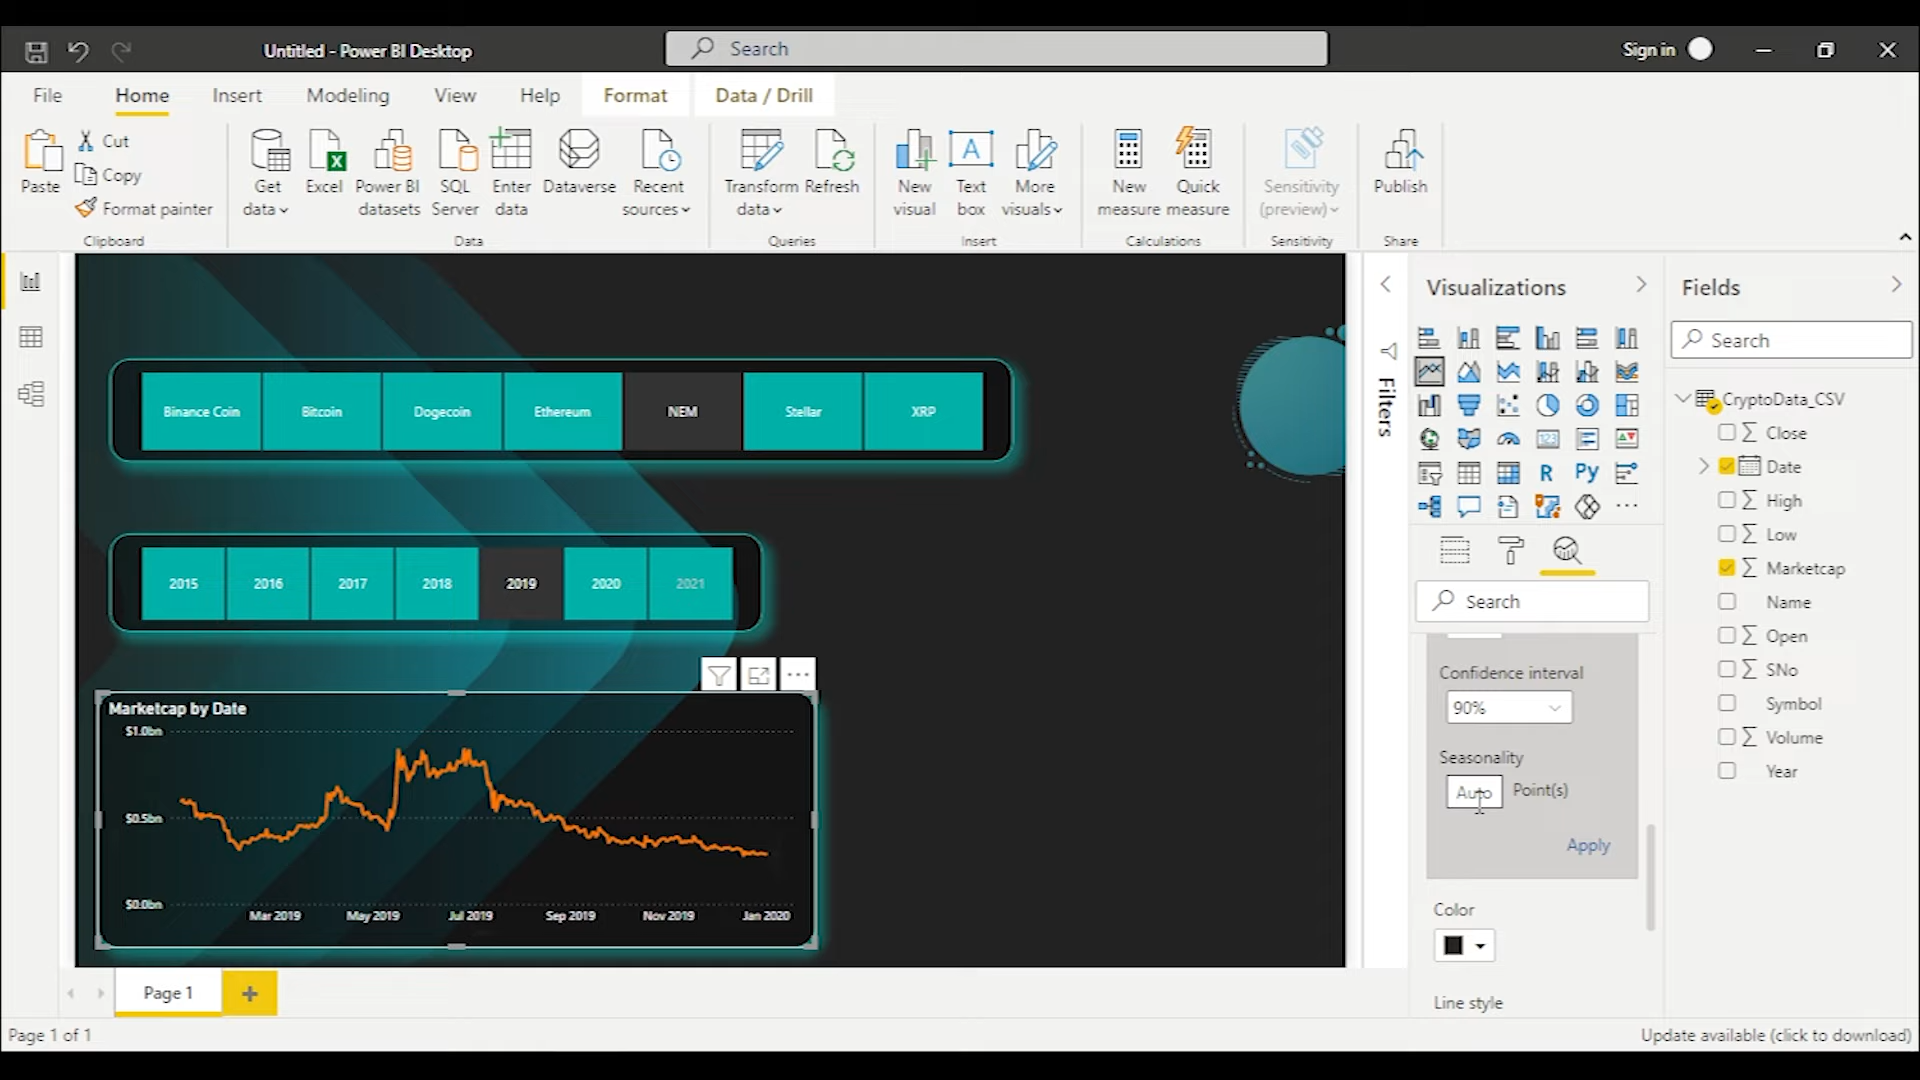 Untitled - Power BI Desktop
Search
Sign in
File
Home
Insert
Modeling
View
Help
Format
Data / Drill
Paste
Cut
Copy
Format painter
Clipboard
Get data
Excel
Power BI datasets
SQL Server
Enter data
Dataverse
Recent sources
Data
Transform data
Refresh
Queries
New visual
Text box
More visuals
Insert
New measure
Quick measure
Calculations
Sensitivity (preview)
Sensitivity
Publish
Share
Binance Coin
Bitcoin
Dogecoin
Ethereum
NEM
Stellar
XRP
2015
2016
2017
2018
2019
2020
2021
Marketcap by Date
$1.0bn
$0.5bn
$0.0bn
Mar 2019
May 2019
Jul 2019
Sep 2019
Nov 2019
Jan 2020
Filters
Visualizations
R
Py
123
Search
Confidence interval
90%
Seasonality
Auto
Point(s)
Apply
Color
Line style
Fields
Search
CryptoData_CSV
Close
Date
High
Low
Marketcap
Name
Open
SNo
Symbol
Volume
Year
Page 1
Page 1 of 1
Update available (click to download)